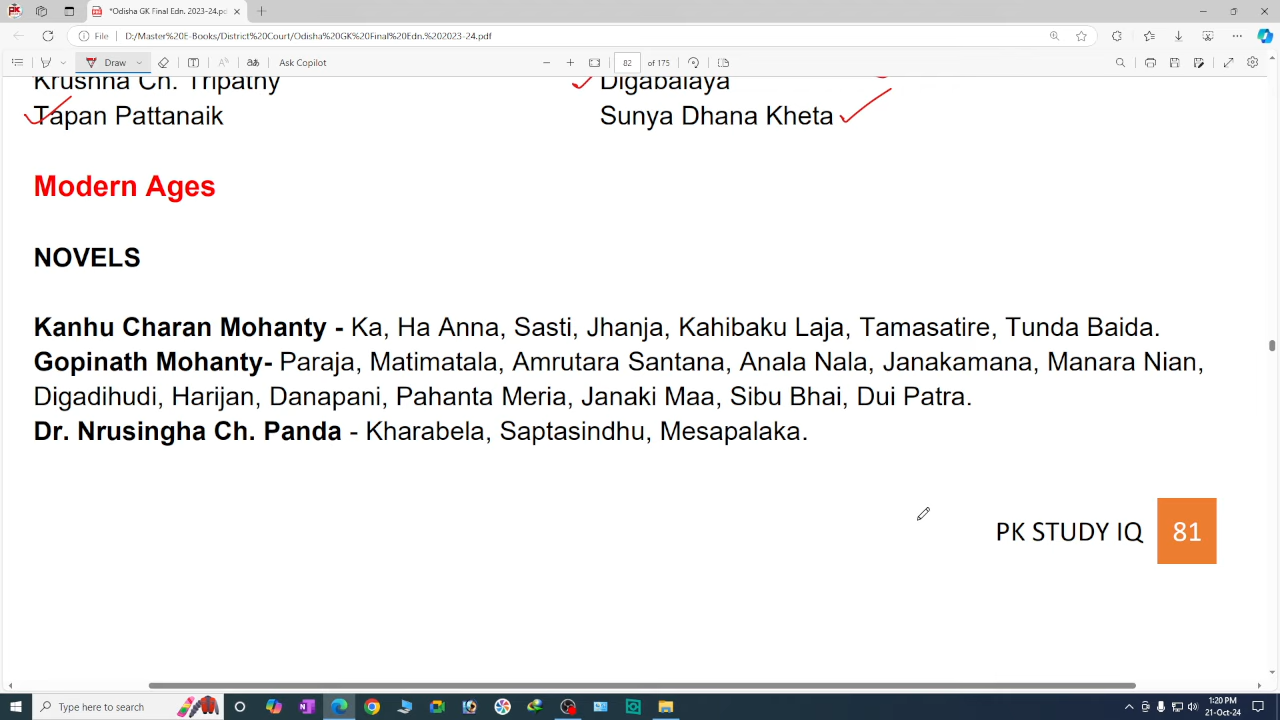 *Odisha GK Final Edn. 2023-24.pd
File
D:/Master%20E-Books/District%20Court/Odisha%20GK%20Final%20Edn.%202023-24.pdf
Draw
Ask Copilot
82 of 175
Krushna Ch. Tripathy Digabalaya
Tapan Pattanaik Sunya Dhana Kheta
Modern Ages
NOVELS
Kanhu Charan Mohanty - Ka, Ha Anna, Sasti, Jhanja, Kahibaku Laja, Tamasatire, Tunda Baida.
Gopinath Mohanty- Paraja, Matimatala, Amrutara Santana, Anala Nala, Janakamana, Manara Nian,
Digadihudi, Harijan, Danapani, Pahanta Meria, Janaki Maa, Sibu Bhai, Dui Patra.
Dr. Nrusingha Ch. Panda - Kharabela, Saptasindhu, Mesapalaka.
PK STUDY IQ 81
Type here to search
1:20 PM
21-Oct-24